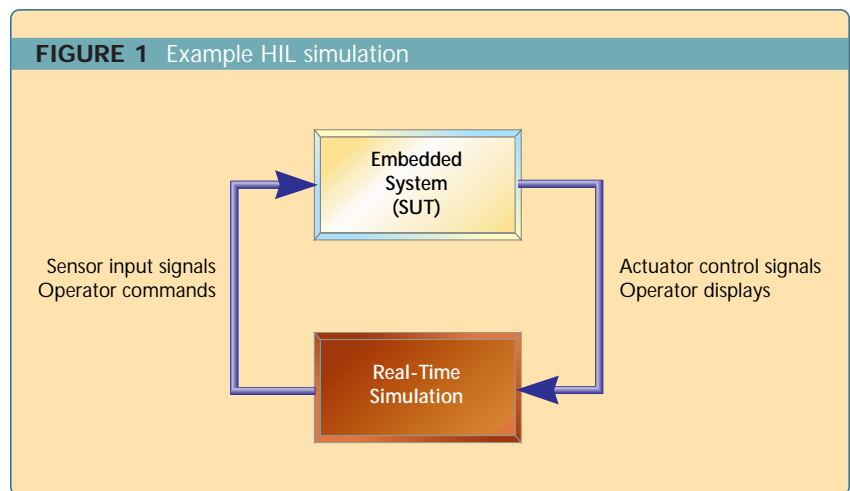 FIGURE 1 Example HIL simulation
Embedded
System
(SUT)
Sensor input signals
Operator commands
Actuator control signals
Operator displays
Real-Time
Simulation